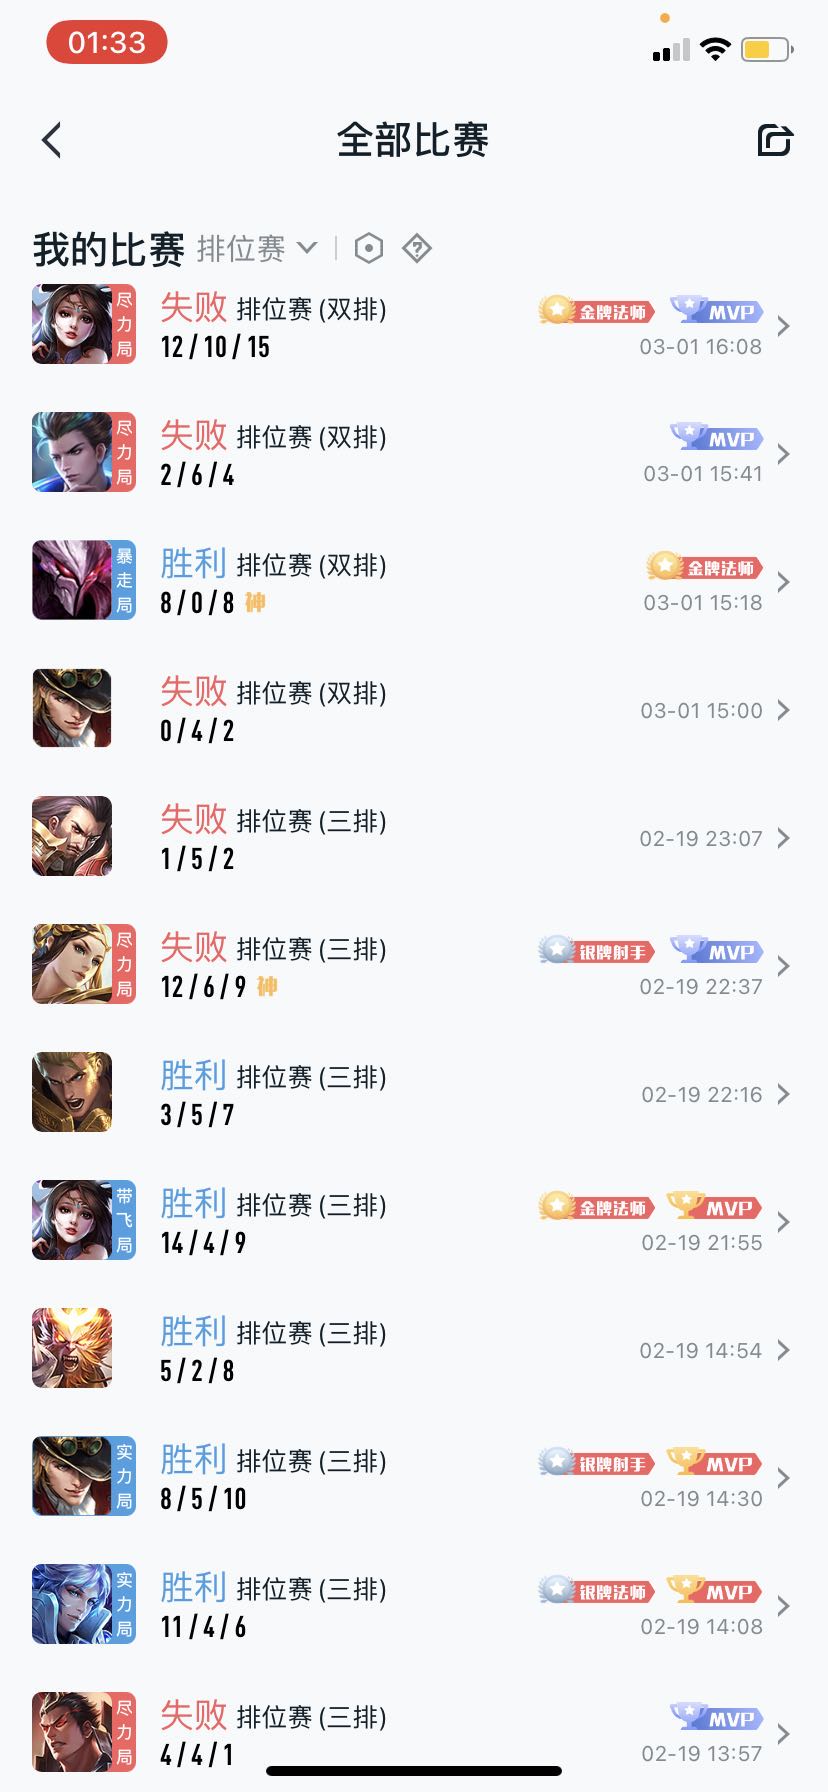 01:33
全部比赛
我的比赛 排位赛
尽力局
失败 排位赛 (双排)
金牌法师 MVP
12 / 10 / 15
03-01 16:08
尽力局
失败 排位赛 (双排)
MVP
2 / 6 / 4
03-01 15:41
暴走局
胜利 排位赛 (双排)
金牌法师
8 / 0 / 8 神
03-01 15:18
失败 排位赛 (双排)
0 / 4 / 2
03-01 15:00
失败 排位赛 (三排)
1 / 5 / 2
02-19 23:07
尽力局
失败 排位赛 (三排)
银牌射手 MVP
12 / 6 / 9 神
02-19 22:37
胜利 排位赛 (三排)
3 / 5 / 7
02-19 22:16
带飞局
胜利 排位赛 (三排)
金牌法师 MVP
14 / 4 / 9
02-19 21:55
胜利 排位赛 (三排)
5 / 2 / 8
02-19 14:54
实力局
胜利 排位赛 (三排)
银牌射手 MVP
8 / 5 / 10
02-19 14:30
实力局
胜利 排位赛 (三排)
银牌法师 MVP
11 / 4 / 6
02-19 14:08
尽力局
失败 排位赛 (三排)
MVP
4 / 4 / 1
02-19 13:57